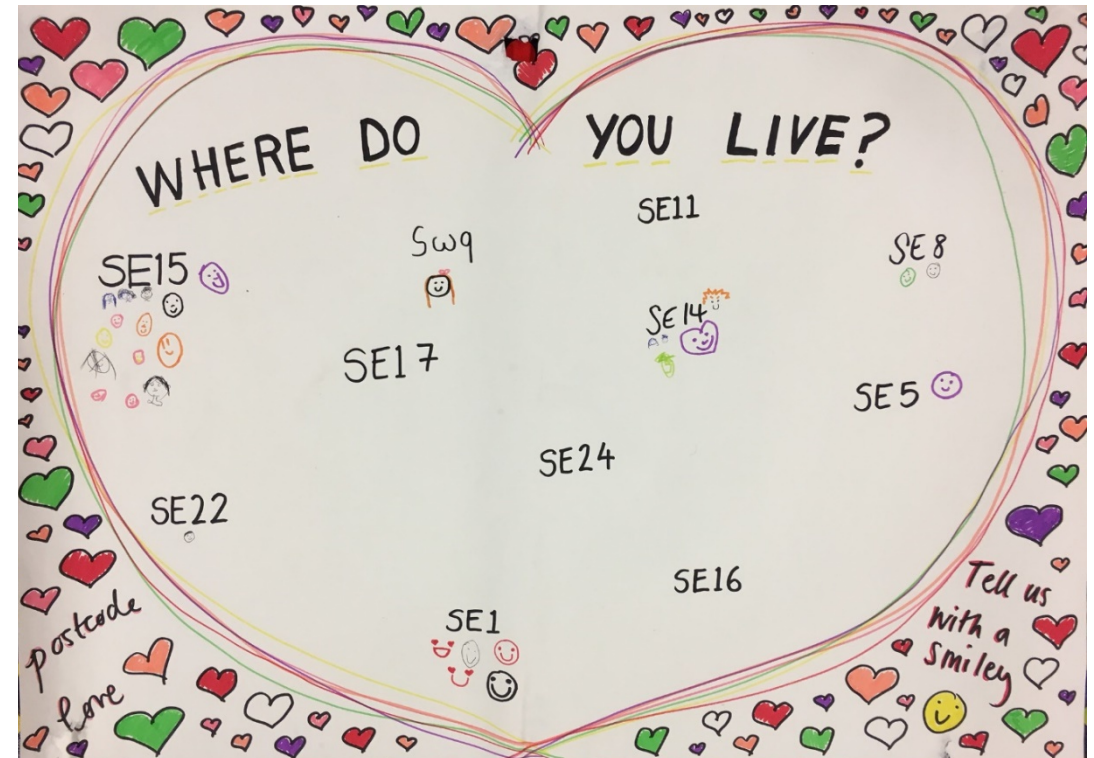 WHERE DO YOU LIVE?
SE11
Swq
SE8
SE15
SE14
SE17
SE5
SE24
SE22
SE16
SE1
postcode
love
Tell us
with a
smiley